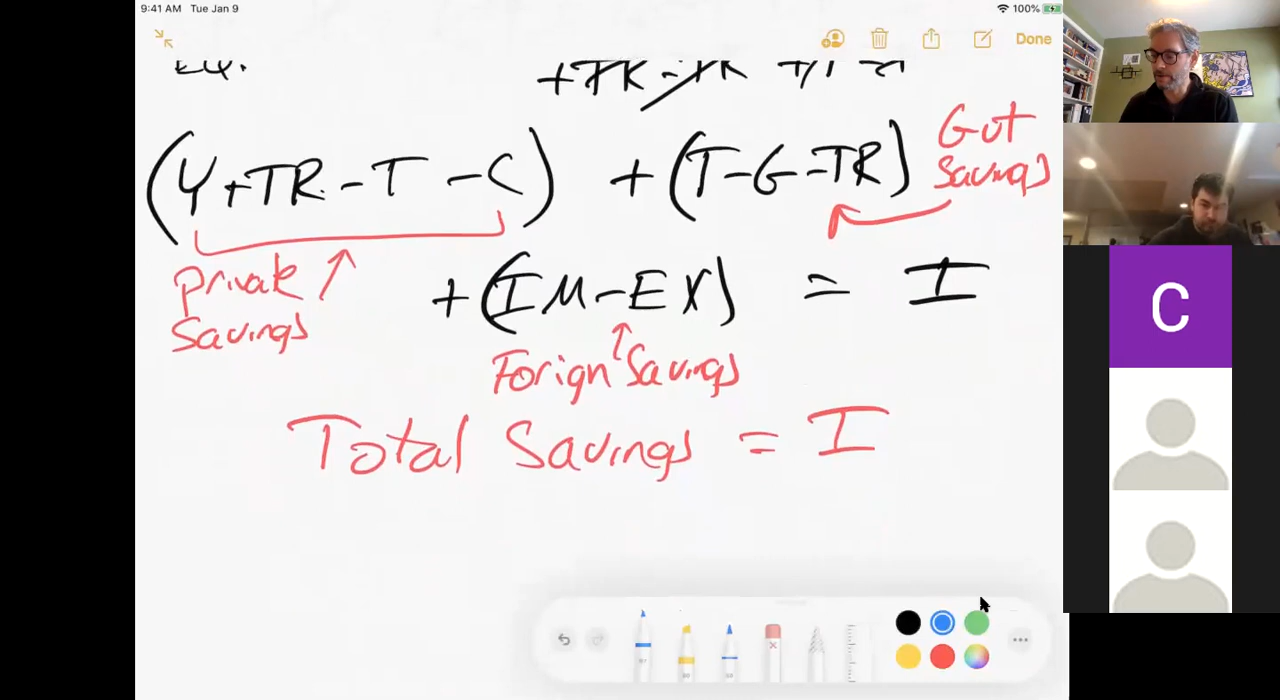 9:41 AM Tue Jan 9
100%
Done
(Y+TR-T-C) +(T-G-TR)
Gut
Savings
Private
Savings
+(IM-EX) = I
Forign Savings
Total Savings = I
C